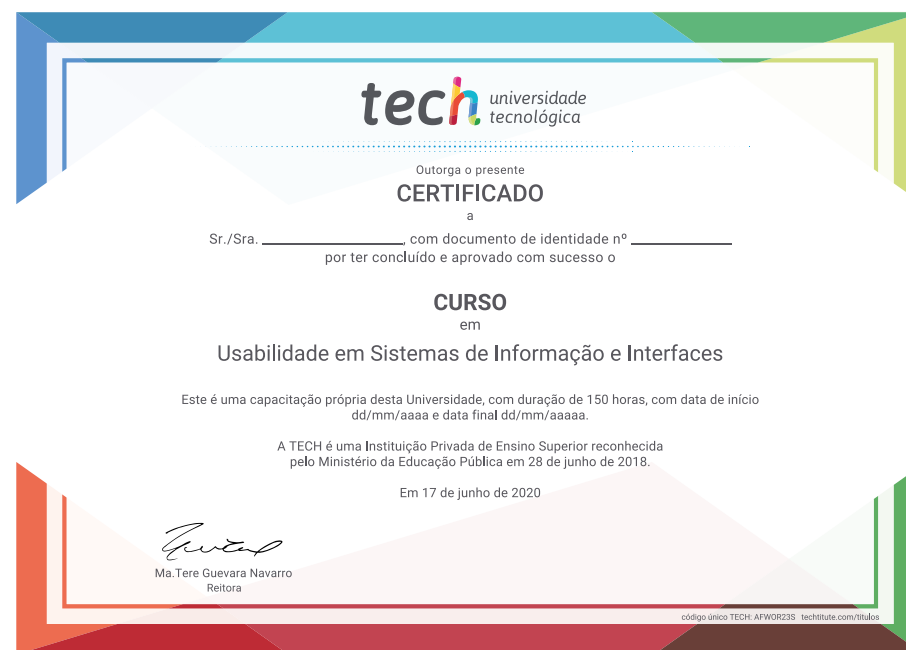 tech universidade
tecnológica
Outorga o presente
CERTIFICADO
a
Sr./Sra. ________________, com documento de identidade nº ____________
por ter concluído e aprovado com sucesso o
CURSO
em
Usabilidade em Sistemas de Informação e Interfaces
Este é uma capacitação própria desta Universidade, com duração de 150 horas, com data de início
dd/mm/aaaa e data final dd/mm/aaaaa.
A TECH é uma Instituição Privada de Ensino Superior reconhecida
pelo Ministério da Educação Pública em 28 de junho de 2018.
Em 17 de junho de 2020
Ma.Tere Guevara Navarro
Reitora
código único TECH: AFWOR23S techtitute.com/titulos